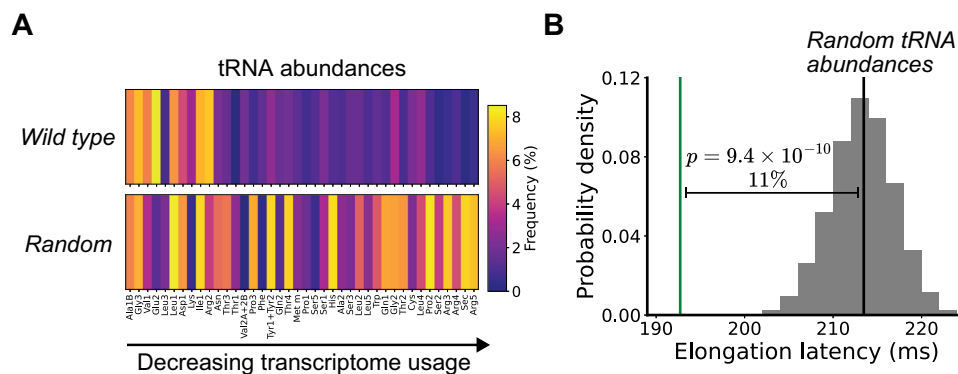 A
tRNA abundances
Wild type
Random
8
6
4
2
0
Frequency (%)
Ala1B
Gly3
Val1
Glu2
Leu3
Leu1
Asp1
Lys
Ile1
Arg2
Asn
Thr3
Thr1
Val2A+2B
Pro3
Phe
Tyr1+Tyr2
Gln2
Thr4
Met m
Pro1
Ser5
Ser1
His
Ala2
Ser3
Leu2
Leu5
Trp
Gln1
Gly2
Thr2
Cys
Leu4
Pro2
Ser2
Arg3
Arg4
Sec
Arg5
Decreasing transcriptome usage
B
Random tRNA
abundances
Probability density
0.12
0.08
0.04
0.00
p = 9.4 × 10⁻¹⁰
11%
189 200 210 220
Elongation latency (ms)